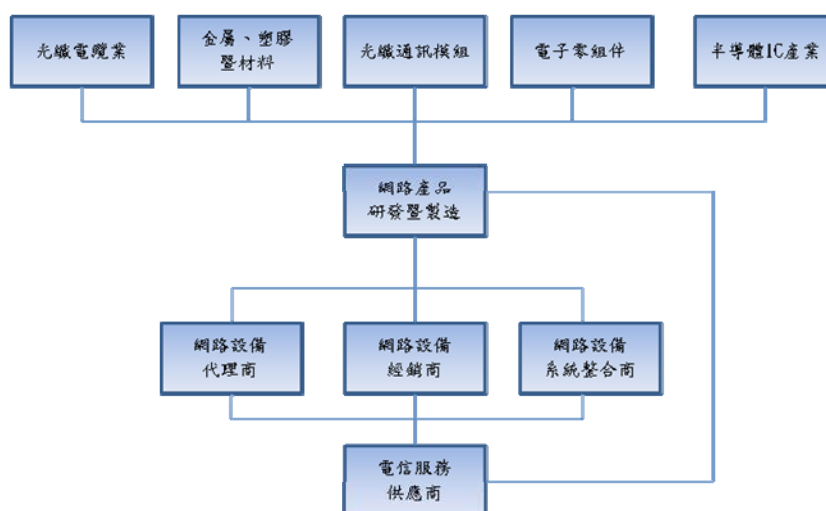 光纖電纜業
金屬、塑膠
暨材料
光纖通訊模組
電子零組件
半導體IC產業
網路產品
研發暨製造
網路設備
代理商
網路設備
經銷商
網路設備
系統整合商
電信服務
供應商